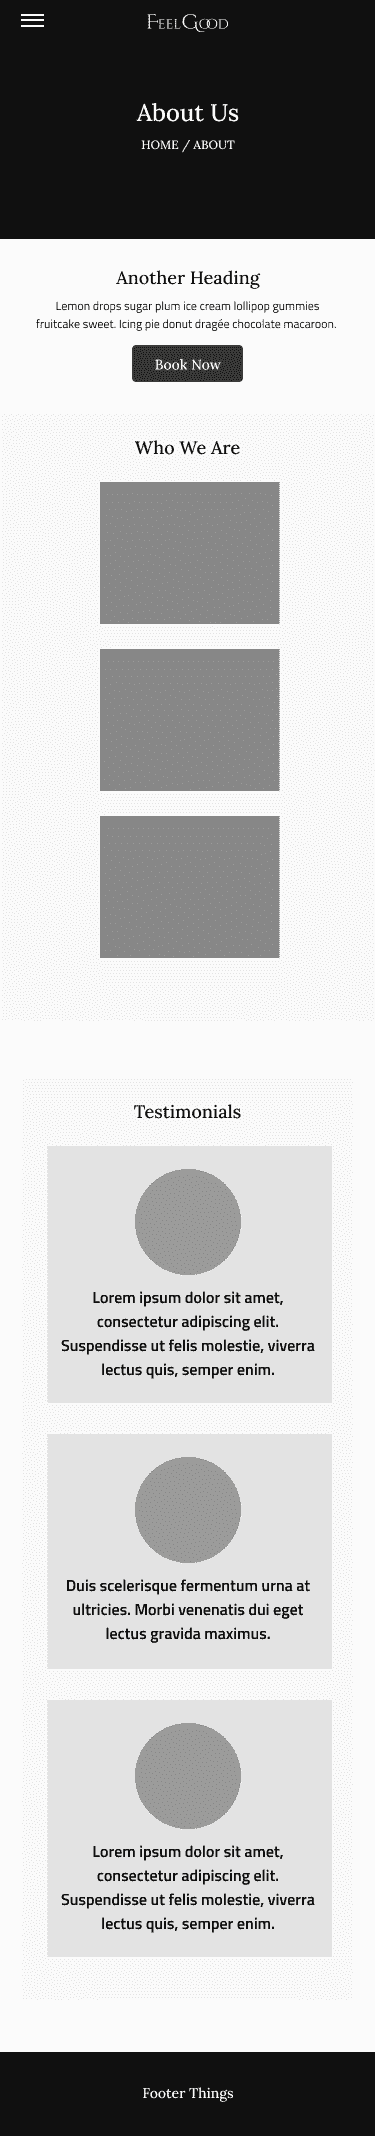 FeelGood
About Us
HOME / ABOUT
Another Heading
Lemon drops sugar plum ice cream lollipop gummies
fruitcake sweet. Icing pie donut dragée chocolate macaroon.
Book Now
Who We Are
Testimonials
Lorem ipsum dolor sit amet,
consectetur adipiscing elit.
Suspendisse ut felis molestie, viverra
lectus quis, semper enim.
Duis scelerisque fermentum urna at
ultricies. Morbi venenatis dui eget
lectus gravida maximus.
Lorem ipsum dolor sit amet,
consectetur adipiscing elit.
Suspendisse ut felis molestie, viverra
lectus quis, semper enim.
Footer Things